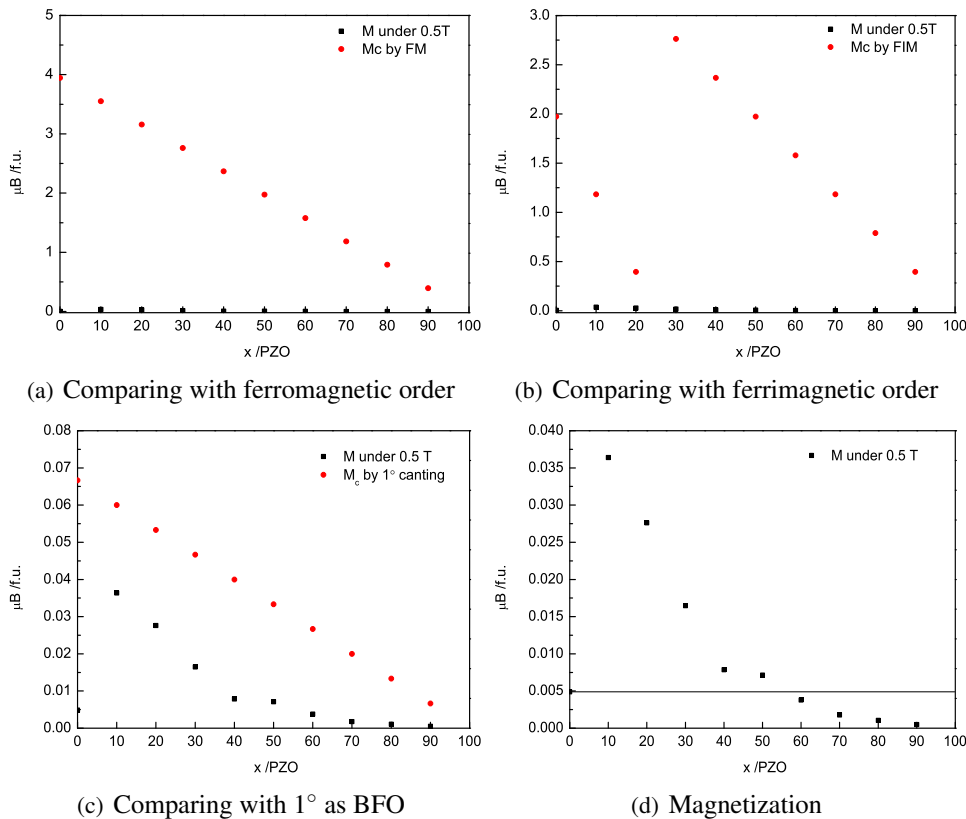 5
4
3
2
1
0
μB /f.u.
M under 0.5T
Mc by FM
0 10 20 30 40 50 60 70 80 90 100
x /PZO
(a) Comparing with ferromagnetic order
3.0
2.5
2.0
1.5
1.0
0.5
0.0
μB /f.u.
M under 0.5T
Mc by FIM
0 10 20 30 40 50 60 70 80 90 100
x /PZO
(b) Comparing with ferrimagnetic order
0.08
0.07
0.06
0.05
0.04
0.03
0.02
0.01
0.00
μB /f.u.
M under 0.5 T
Mc by 1° canting
0 10 20 30 40 50 60 70 80 90 100
x /PZO
(c) Comparing with 1° as BFO
0.040
0.035
0.030
0.025
0.020
0.015
0.010
0.005
0.000
μB /f.u.
M under 0.5 T
0 10 20 30 40 50 60 70 80 90 100
x /PZO
(d) Magnetization